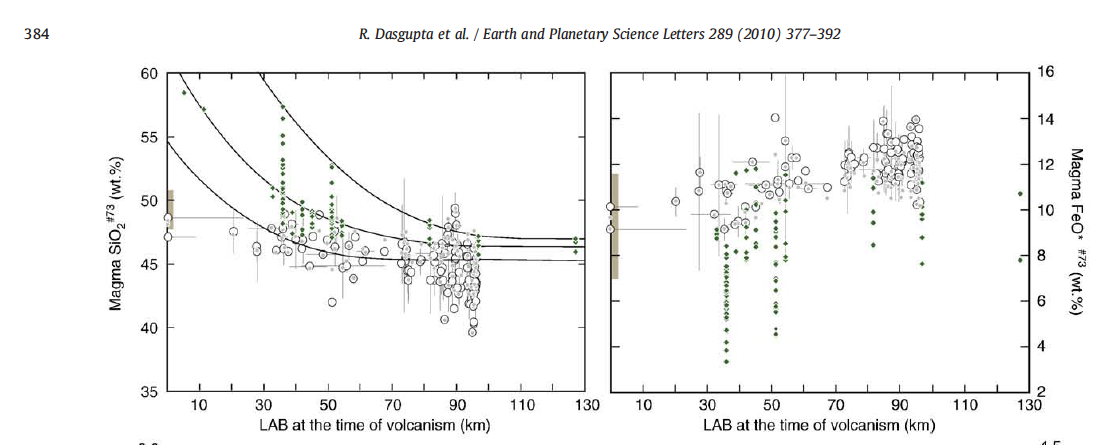 384
R. Dasgupta et al. / Earth and Planetary Science Letters 289 (2010) 377–392
60
55
50
45
40
35
Magma SiO2#73 (wt.%)
10 30 50 70 90 110 130
LAB at the time of volcanism (km)
16
14
12
10
8
6
4
2
Magma FeO* #73 (wt.%)
10 30 50 70 90 110 130
LAB at the time of volcanism (km)